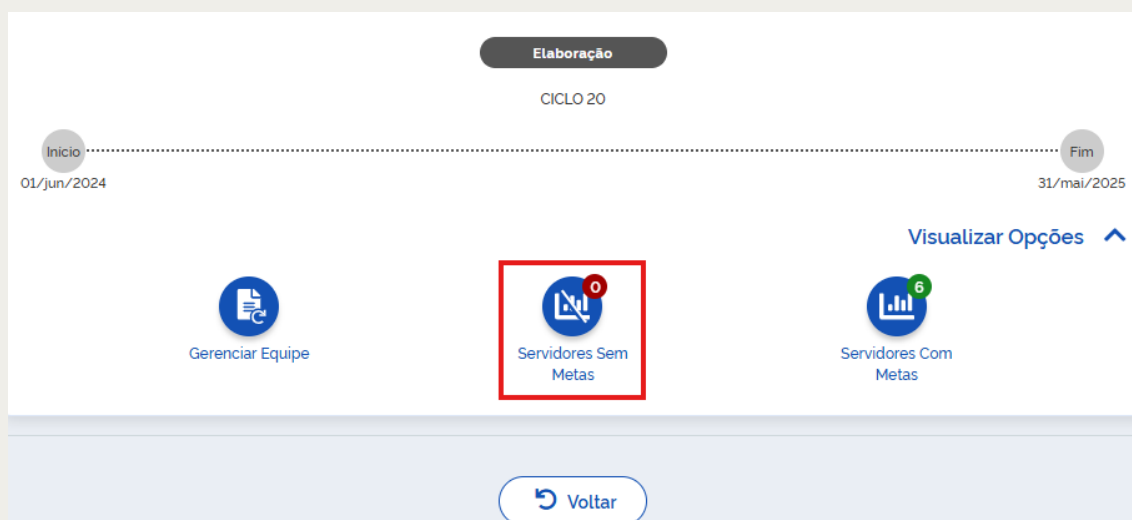 Elaboração
CICLO 20
Início
Fim
01/jun/2024
31/mai/2025
Visualizar Opções
0
6
Gerenciar Equipe
Servidores Sem
Metas
Servidores Com
Metas
Voltar